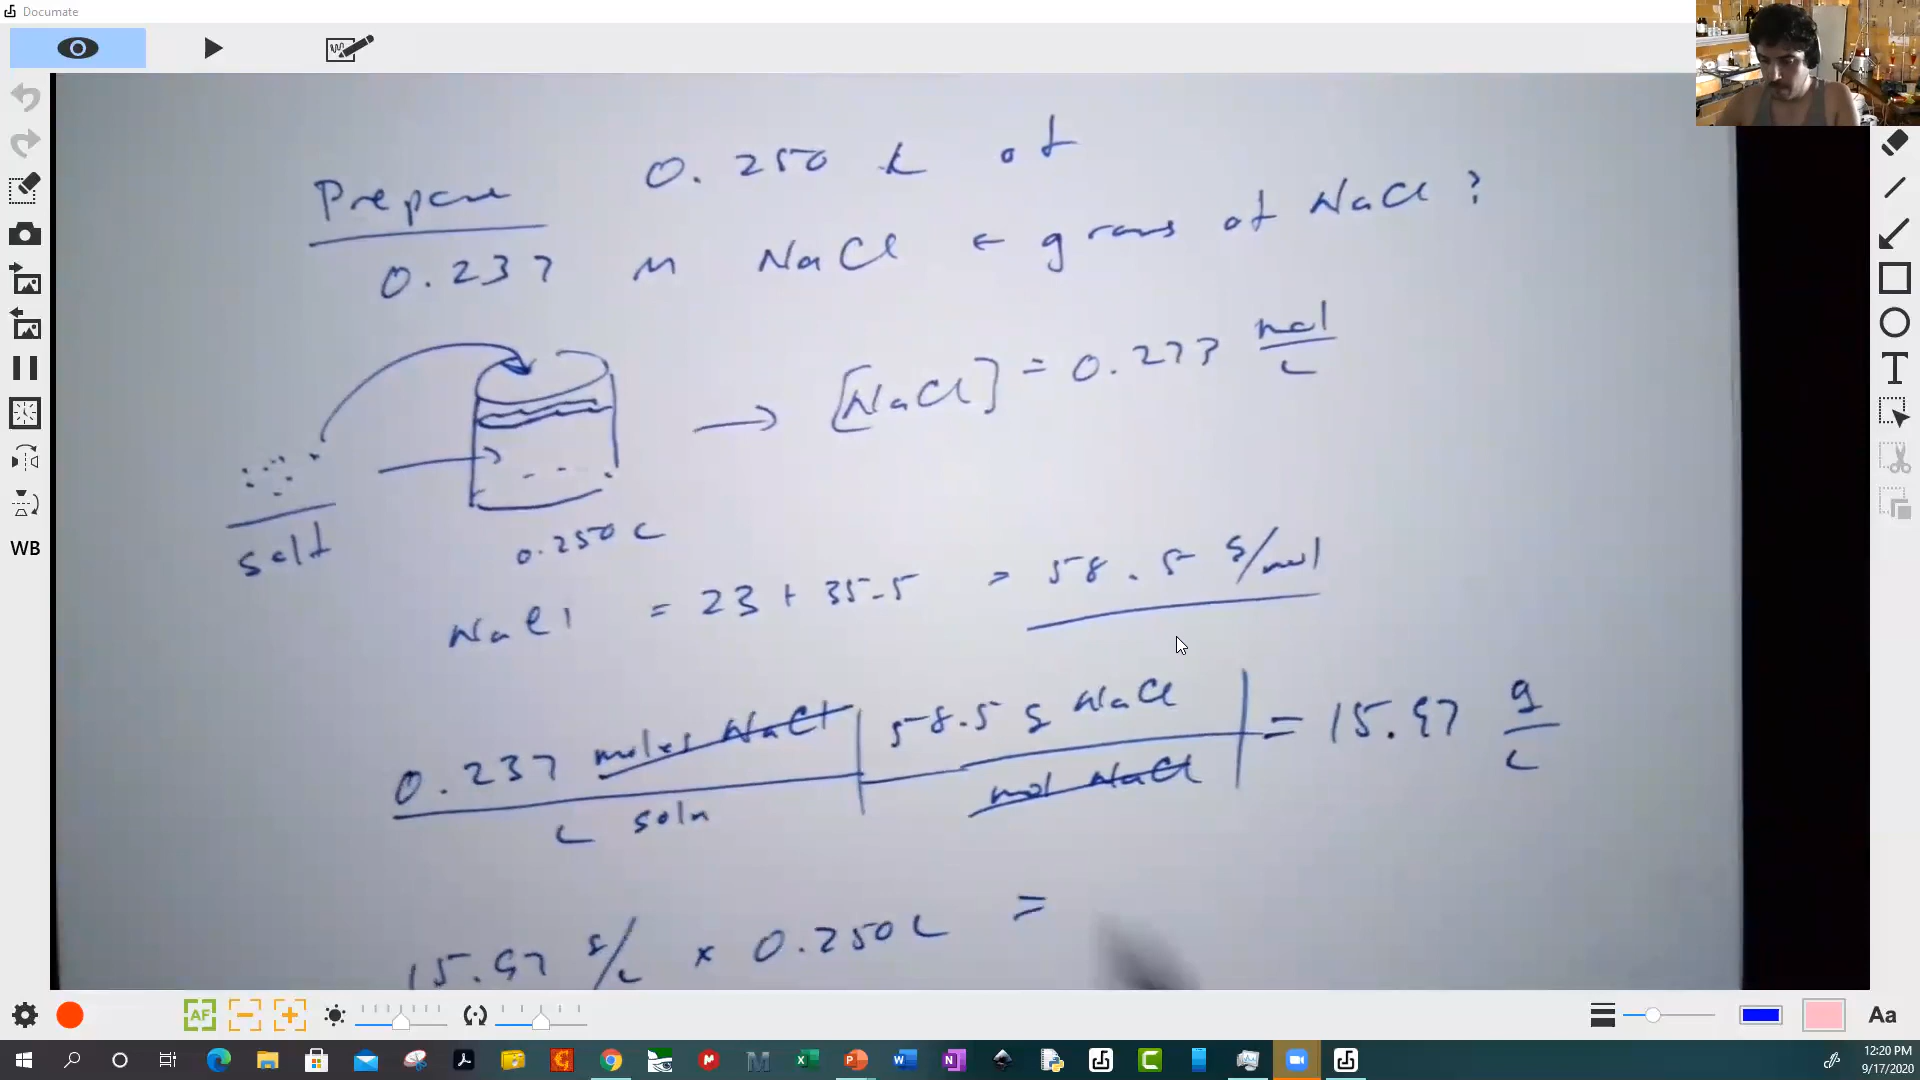 Documate
Prepare 0.250 L of
0.237 M NaCl ← grams of NaCl ?
→ [NaCl] = 0.273 mol/L
salt
0.250 L
NaCl = 23 + 35.5 = 58.5 g/mol
0.237 moles NaCl | 58.5 g NaCl | = 15.97 g/L
L soln | mol NaCl
15.97 g/L x 0.250 L =
WB
T
AF
Aa
12:20 PM
9/17/2020